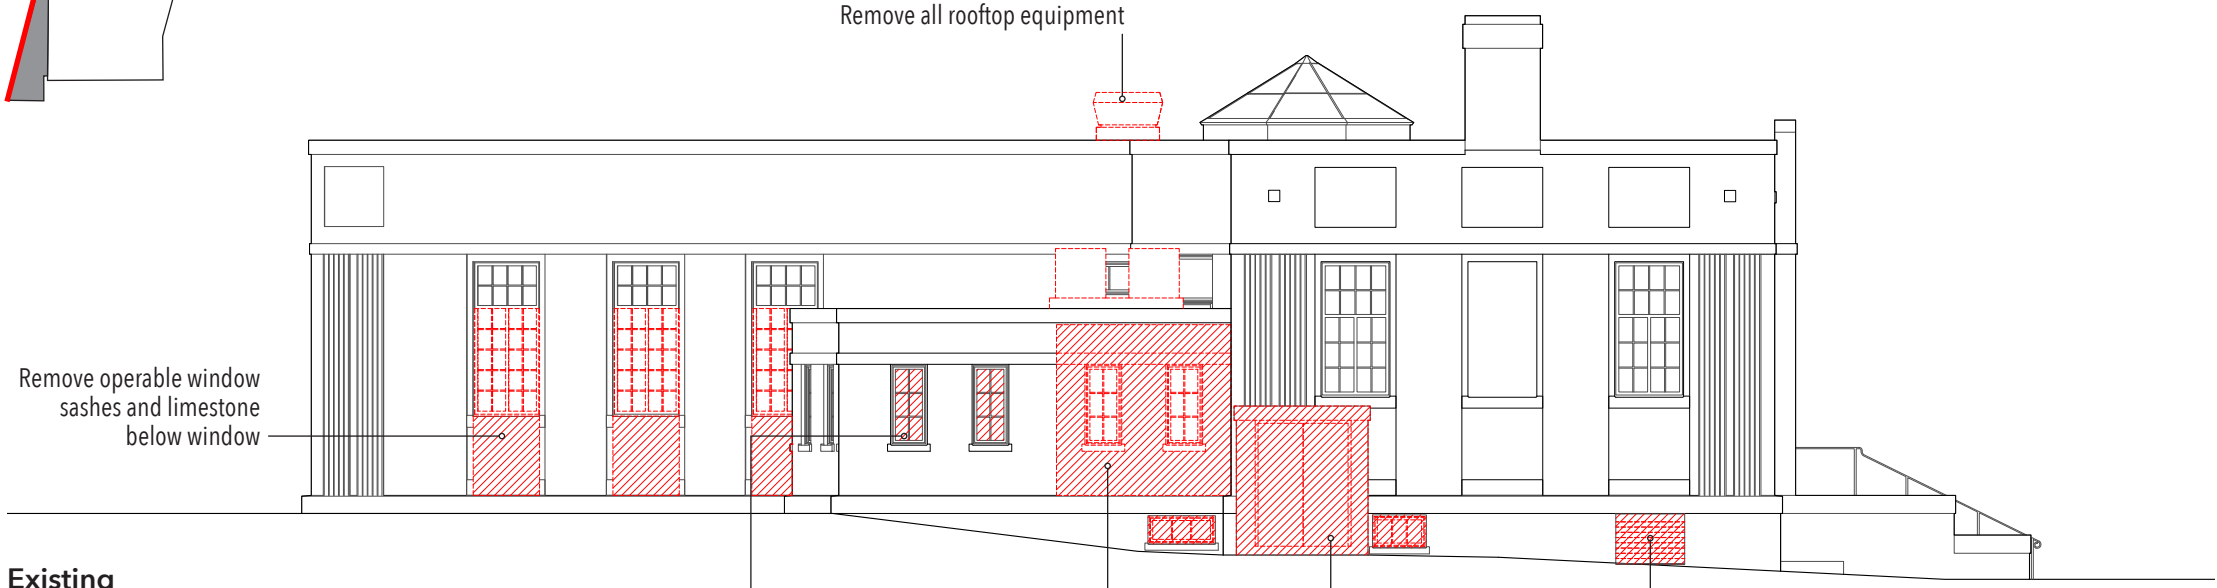 Remove all rooftop equipment
Remove operable window
sashes and limestone
below window
Existing